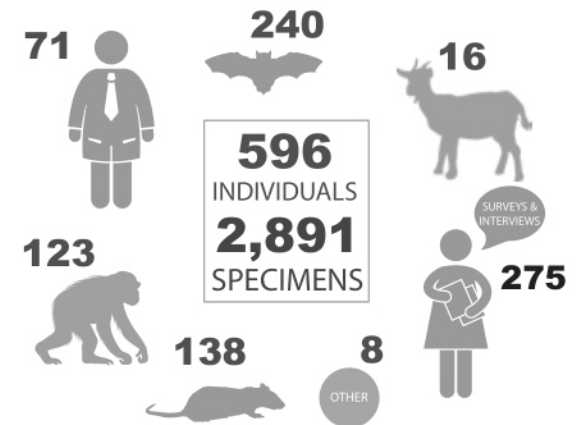 71
240
16
596
INDIVIDUALS
2,891
SPECIMENS
SURVEYS &
INTERVIEWS
123
275
138
8
OTHER